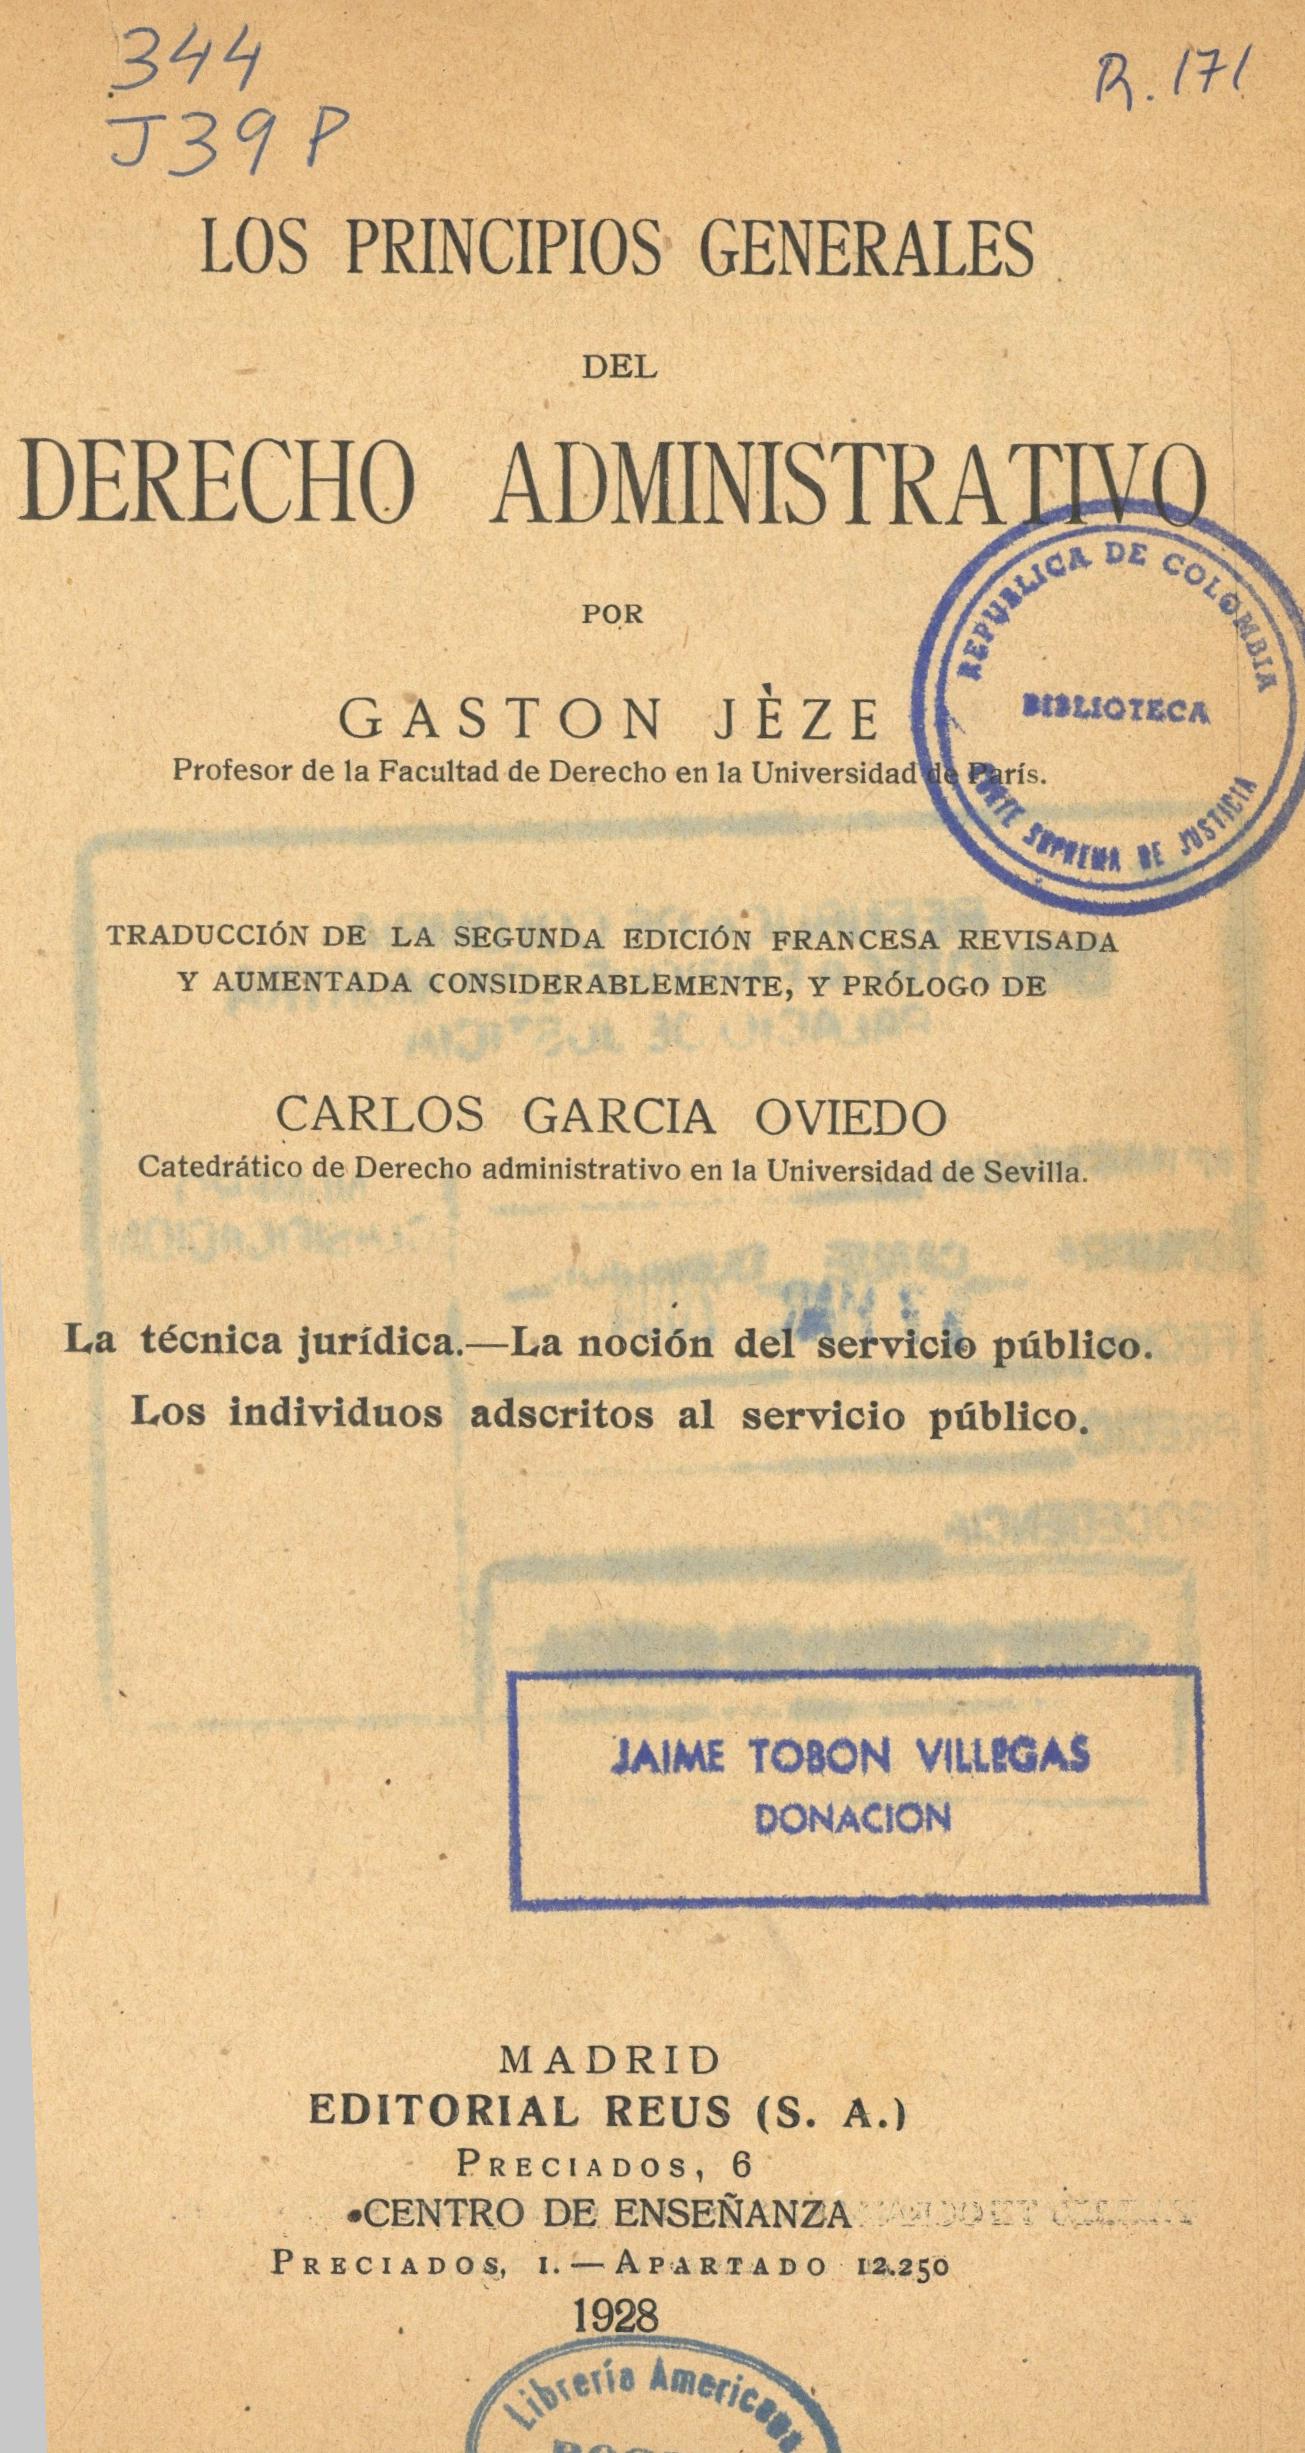 344
J39P
R. 171
LOS PRINCIPIOS GENERALES
DEL
DERECHO ADMINISTRATIVO
POR
GASTON JÈZE
Profesor de la Facultad de Derecho en la Universidad de París.
REPUBLICA DE COLOMBIA
BIBLIOTECA
CORTE SUPREMA DE JUSTICIA
TRADUCCIÓN DE LA SEGUNDA EDICIÓN FRANCESA REVISADA
Y AUMENTADA CONSIDERABLEMENTE, Y PRÓLOGO DE
CARLOS GARCIA OVIEDO
Catedrático de Derecho administrativo en la Universidad de Sevilla.
La técnica jurídica.—La noción del servicio público.
Los individuos adscritos al servicio público.
JAIME TOBON VILLEGAS
DONACION
MADRID
EDITORIAL REUS (S. A.)
PRECIADOS, 6
CENTRO DE ENSEÑANZA
PRECIADOS, 1.—APARTADO 12.250
1928
Librería Americana